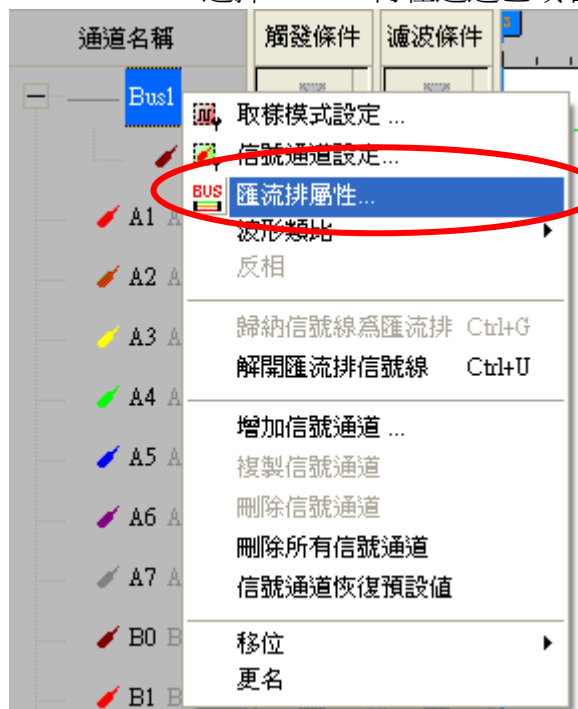 通道名稱
觸發條件
濾波條件
Bus1
取樣模式設定 ...
信號通道設定...
BUS
匯流排屬性...
波形類比
反相
歸納信號線為匯流排 Ctrl+G
解開匯流排信號線 Ctrl+U
增加信號通道 ...
複製信號通道
刪除信號通道
刪除所有信號通道
信號通道恢復預設值
移位
更名
A1 A
A2 A
A3 A
A4 A
A5 A
A6 A
A7 A
B0 B
B1 B